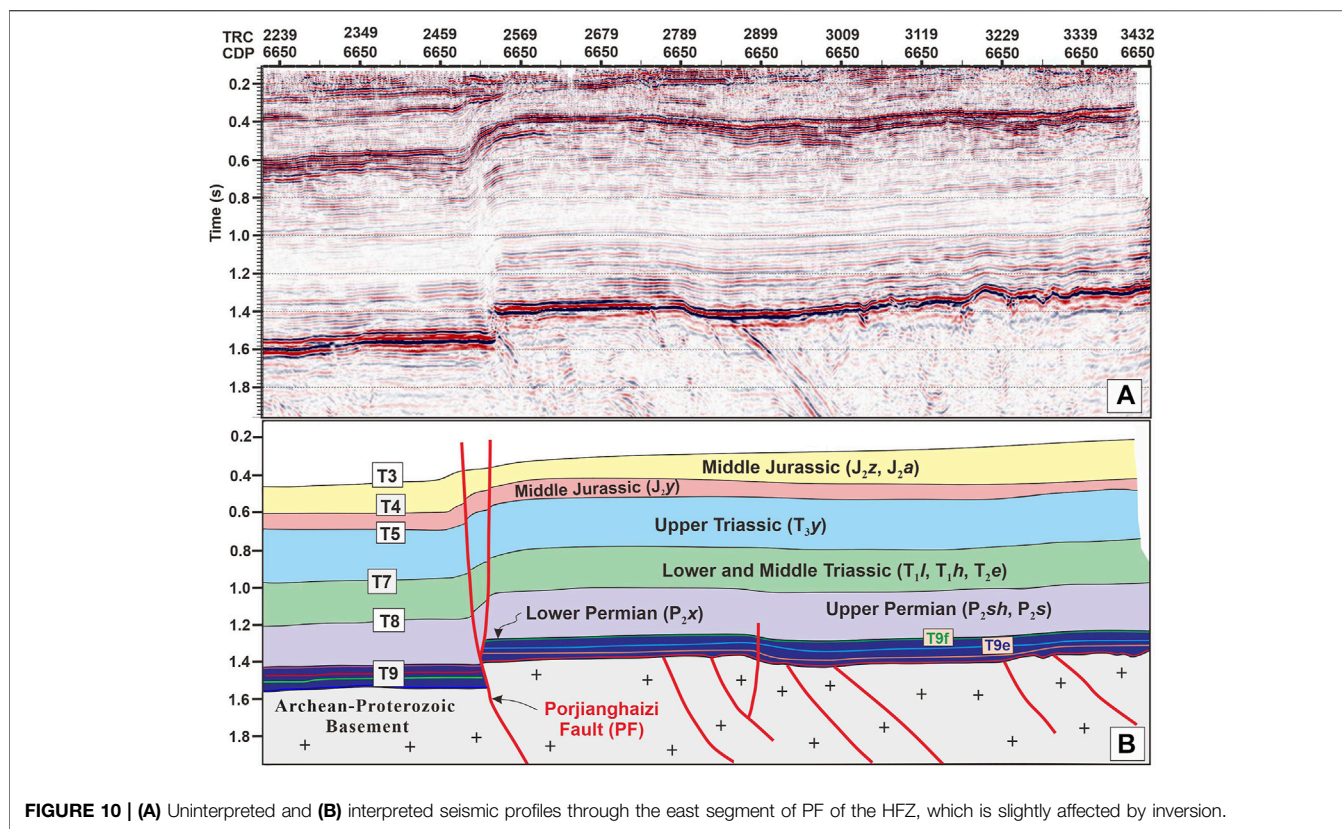 TRC 2239 2349 2459 2569 2679 2789 2899 3009 3119 3229 3339 3432
CDP 6650 6650 6650 6650 6650 6650 6650 6650 6650 6650 6650 6650
Time (s)
0.2
0.4
0.6
0.8
1.0
1.2
1.4
1.6
1.8
A
0.2
0.4
0.6
0.8
1.0
1.2
1.4
1.6
1.8
T3
T4
T5
T7
T8
T9
Middle Jurassic (J₂z, J₂a)
Middle Jurassic (J₂y)
Upper Triassic (T₃y)
Lower and Middle Triassic (T₁l, T₁h, T₂e)
Lower Permian (P₂x)
Upper Permian (P₂sh, P₂s)
T9f
T9e
Archean-Proterozoic
Basement
Porjianghaizi
Fault (PF)
B
FIGURE 10 | (A) Uninterpreted and (B) interpreted seismic profiles through the east segment of PF of the HFZ, which is slightly affected by inversion.